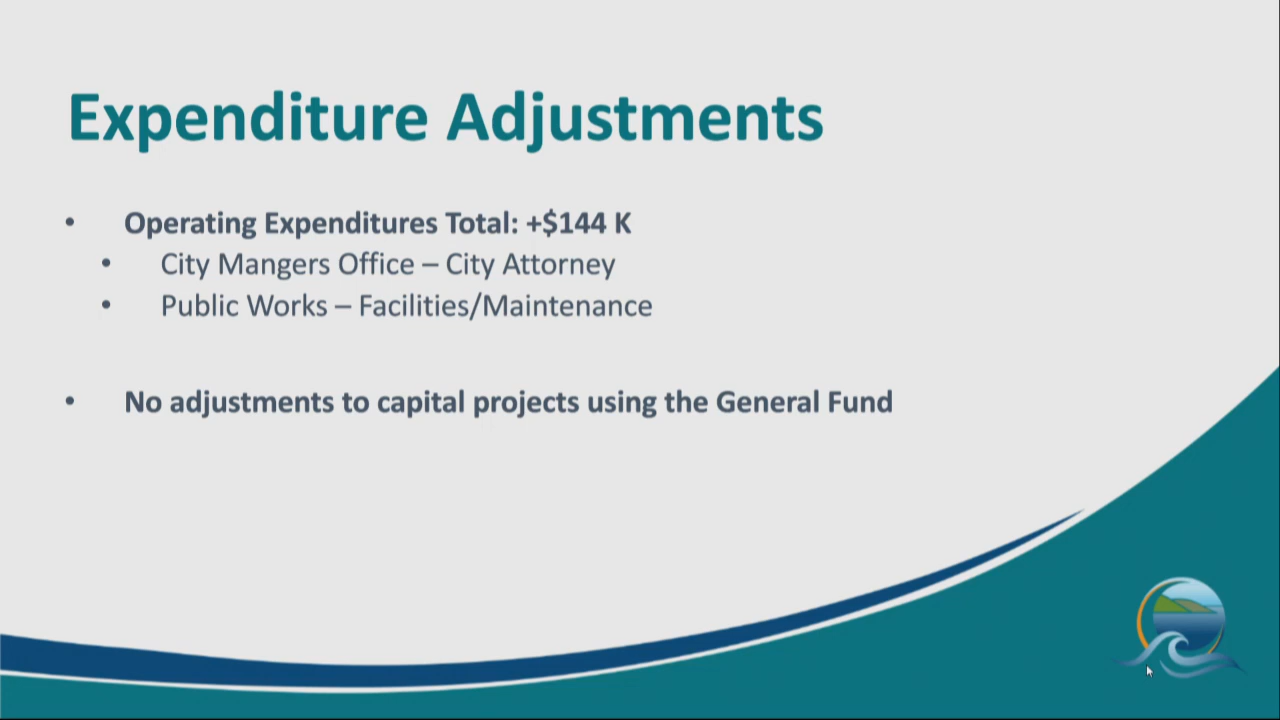 Expenditure Adjustments
• Operating Expenditures Total: +$144 K
• City Mangers Office – City Attorney
• Public Works – Facilities/Maintenance
• No adjustments to capital projects using the General Fund